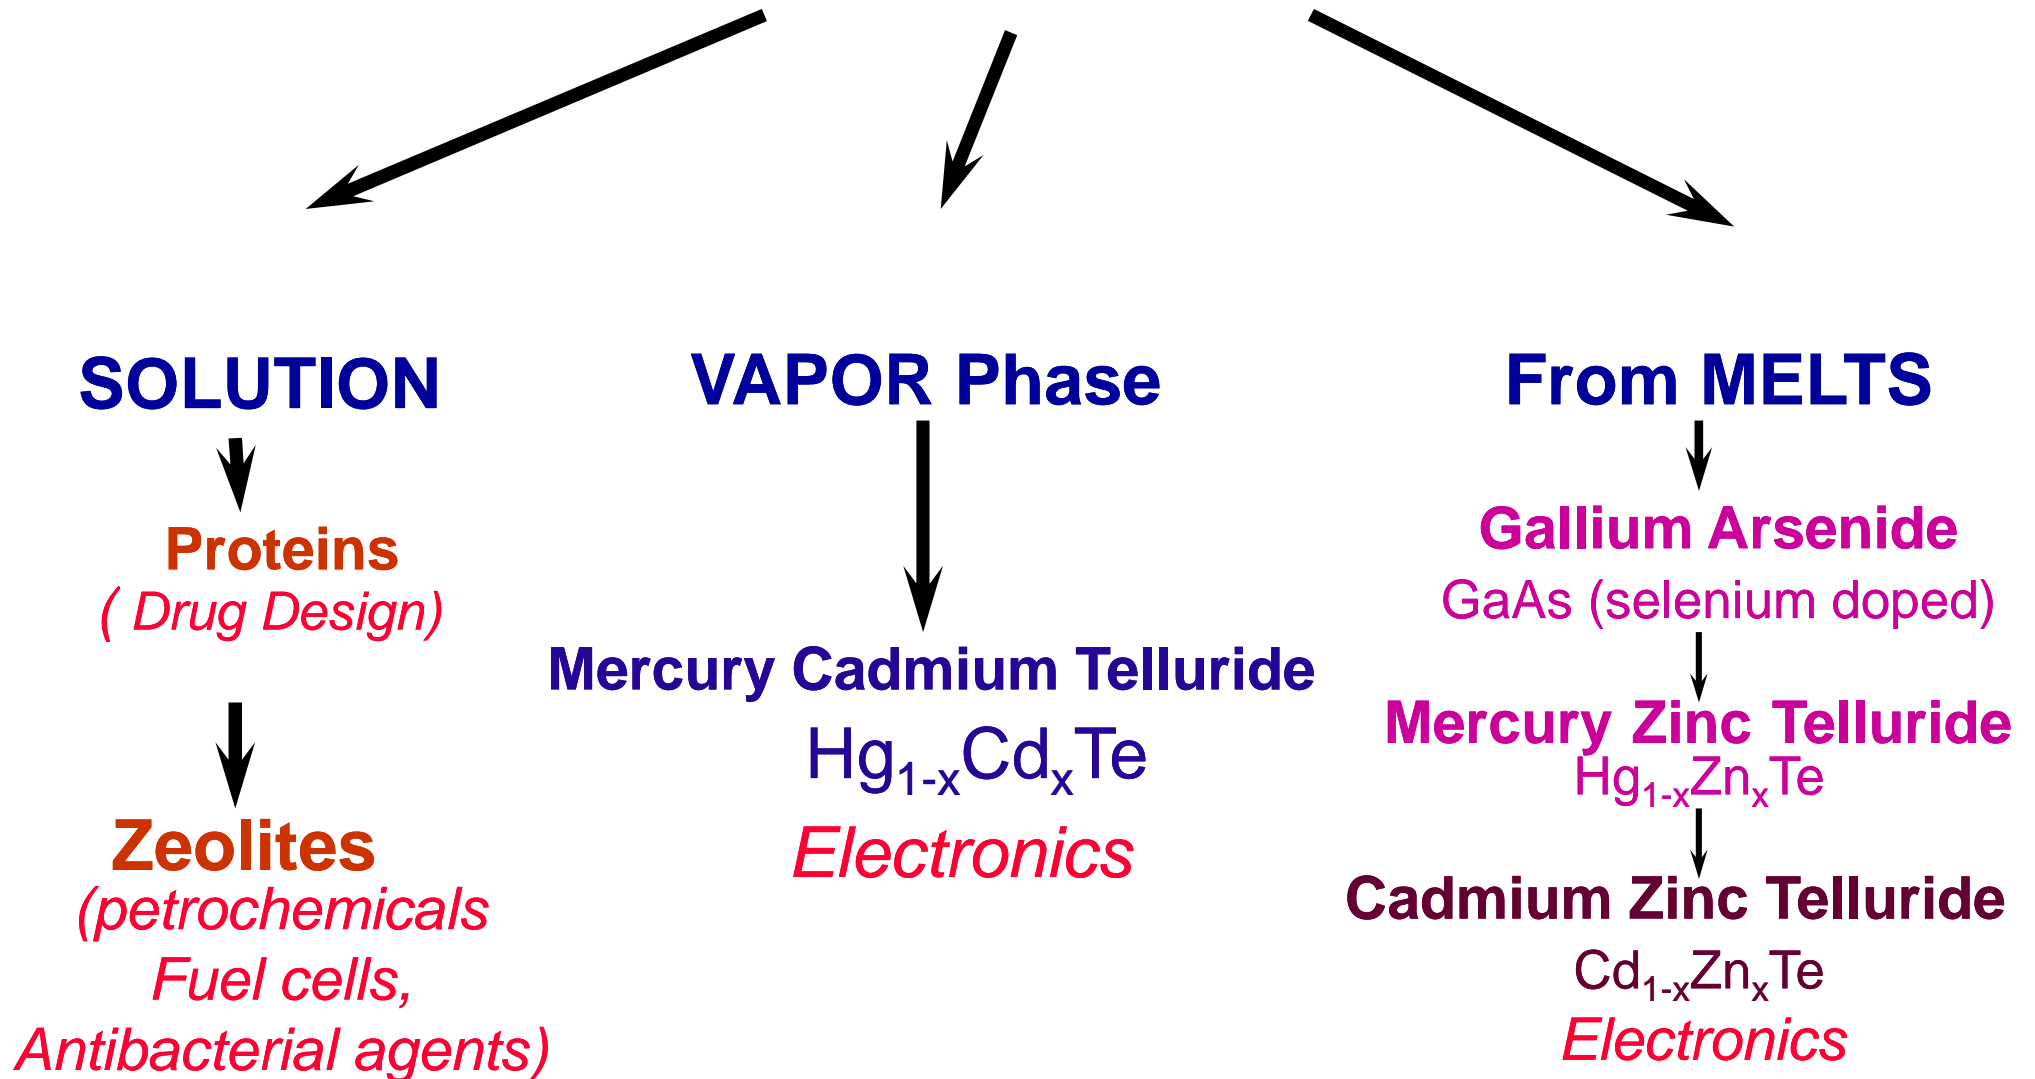 SOLUTION
Proteins
( Drug Design)
Zeolites
(petrochemicals
Fuel cells,
Antibacterial agents)
VAPOR Phase
Mercury Cadmium Telluride
Hg1-xCdxTe
Electronics
From MELTS
Gallium Arsenide
GaAs (selenium doped)
Mercury Zinc Telluride
Hg1-xZnxTe
Cadmium Zinc Telluride
Cd1-xZnxTe
Electronics